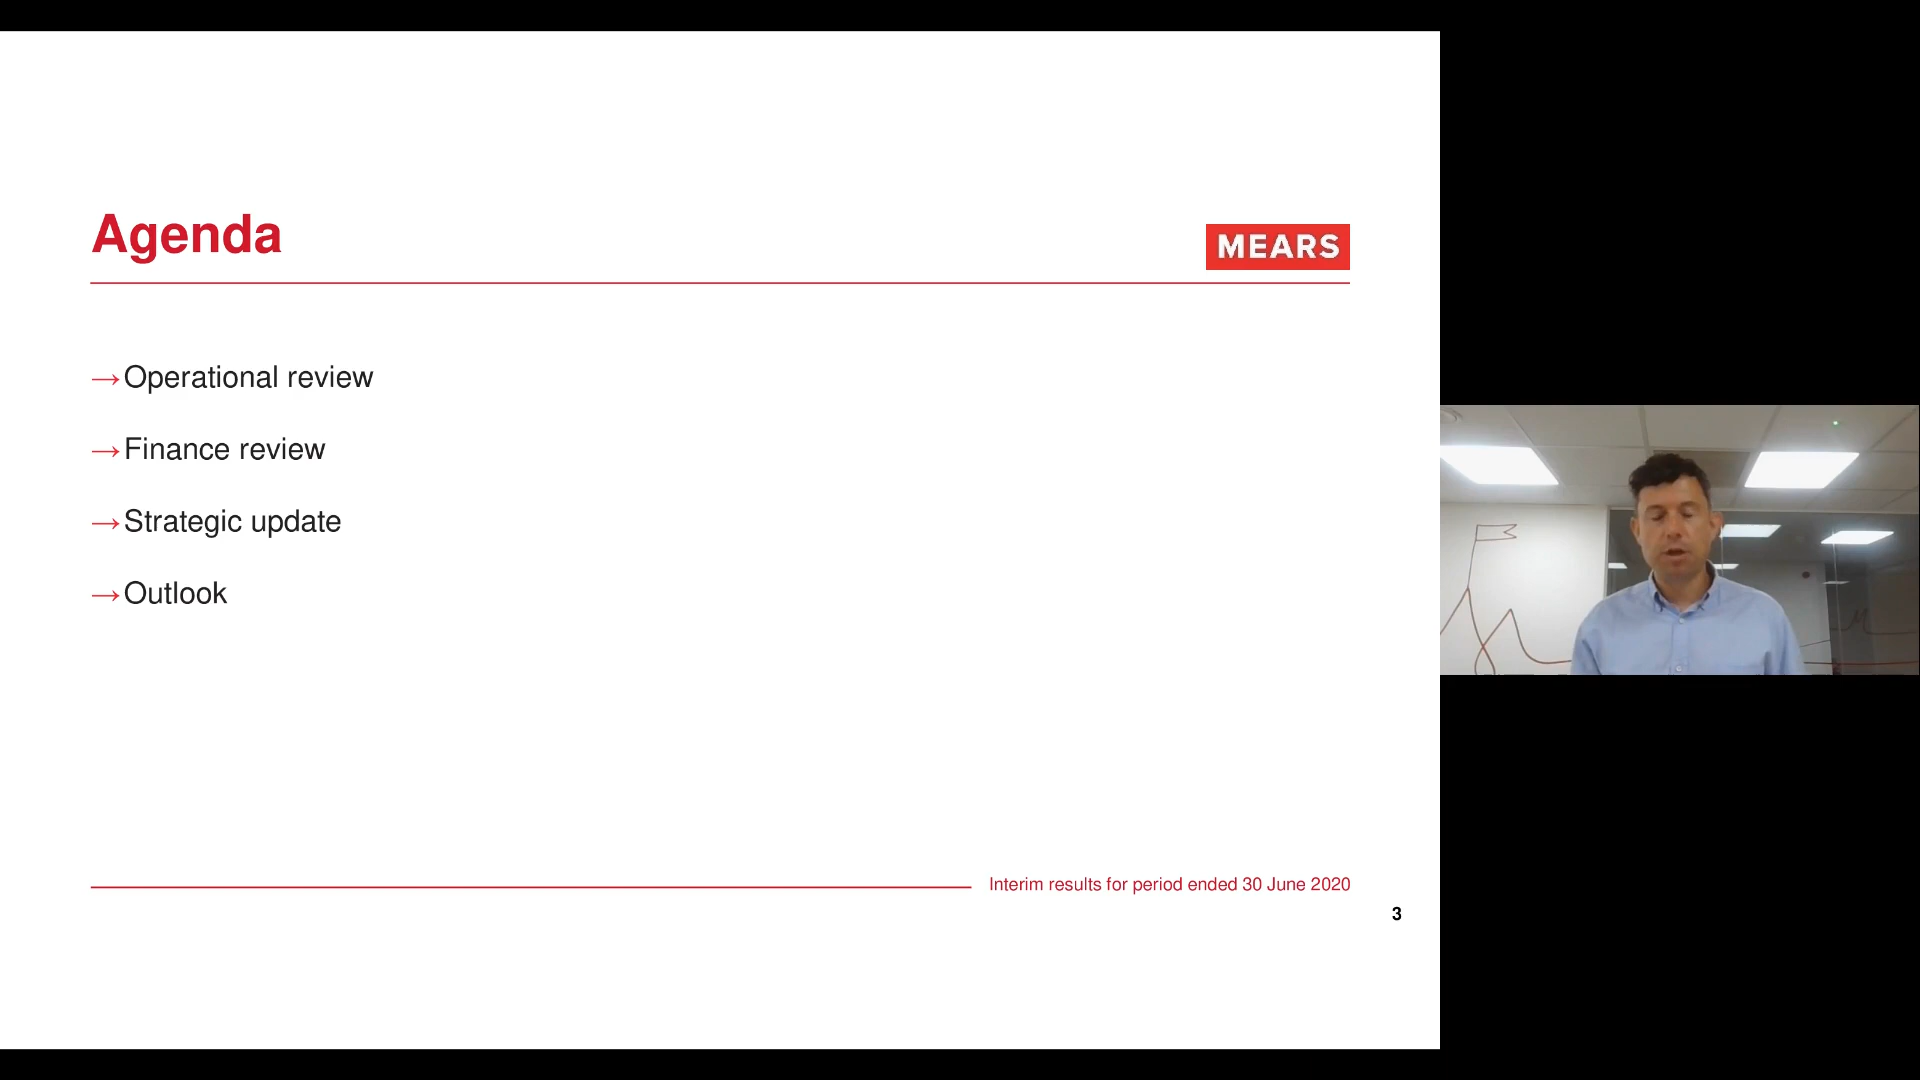 Agenda
MEARS
→Operational review
→Finance review
→Strategic update
→Outlook
Interim results for period ended 30 June 2020
3